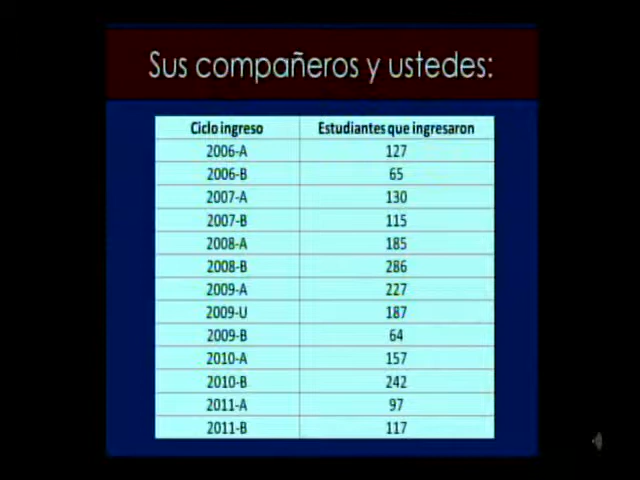 Sus compañeros y ustedes:
Ciclo ingreso Estudiantes que ingresaron
2006-A 127
2006-B 65
2007-A 130
2007-B 115
2008-A 185
2008-B 286
2009-A 227
2009-U 187
2009-B 64
2010-A 157
2010-B 242
2011-A 97
2011-B 117